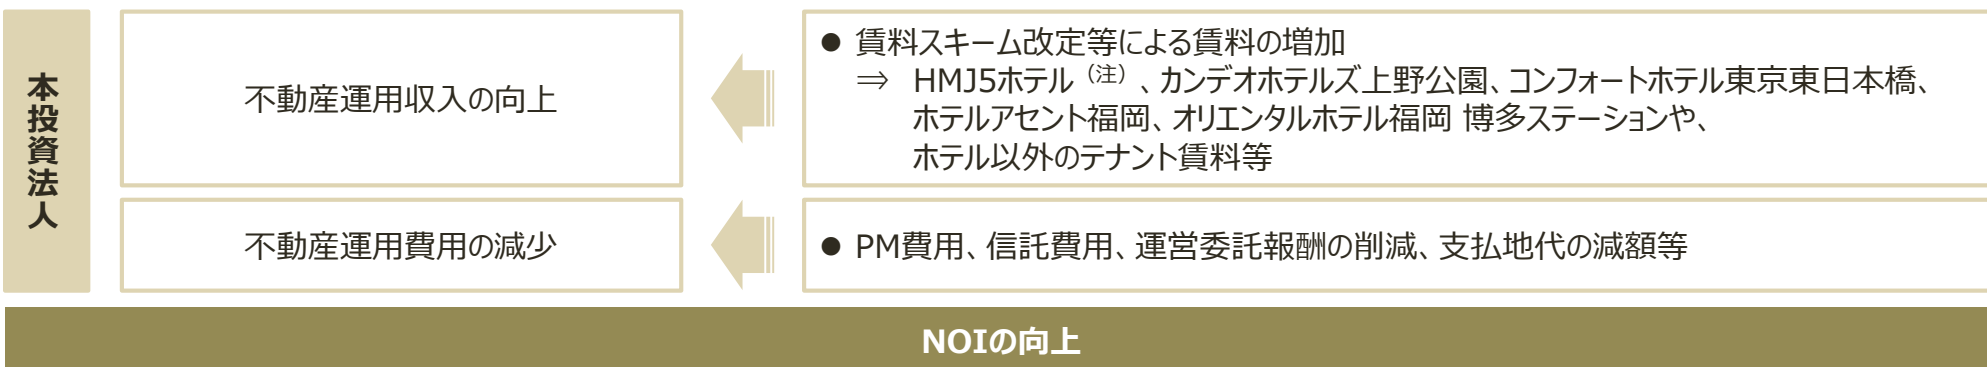 本投資法人
不動産運用収入の向上
● 賃料スキーム改定等による賃料の増加
⇒ HMJ5ホテル（注）、カンデオホテルズ上野公園、コンフォートホテル東京東日本橋、
ホテルアセント福岡、オリエンタルホテル福岡 博多ステーションや、
ホテル以外のテナント賃料等
不動産運用費用の減少
● PM費用、信託費用、運営委託報酬の削減、支払地代の減額等
NOIの向上